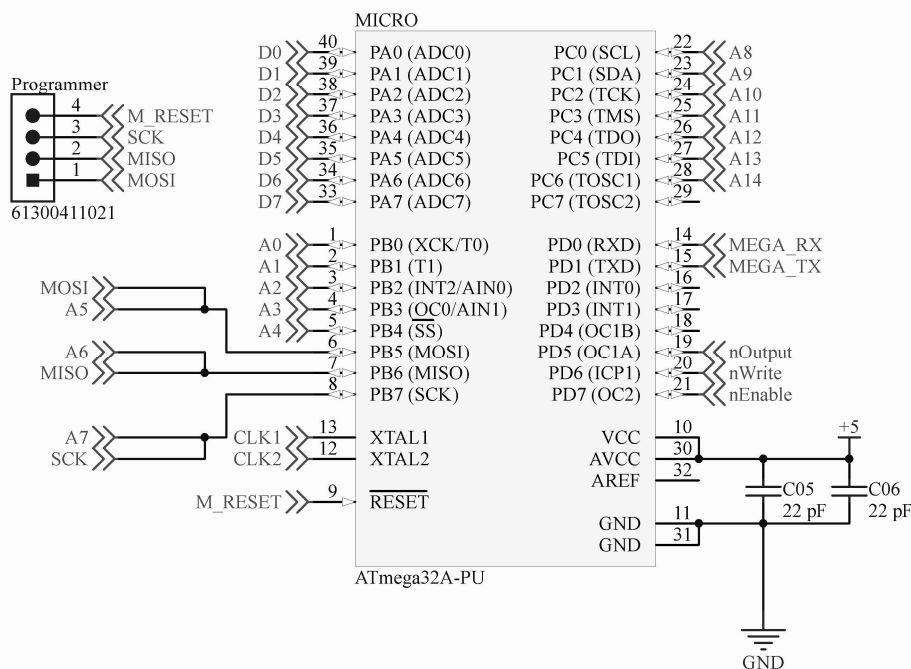 MICRO
Programmer
4 M_RESET
3 SCK
2 MISO
1 MOSI
61300411021
D0 40 PA0 (ADC0) PC0 (SCL) 22 A8
D1 39 PA1 (ADC1) PC1 (SDA) 23 A9
D2 38 PA2 (ADC2) PC2 (TCK) 24 A10
D3 37 PA3 (ADC3) PC3 (TMS) 25 A11
D4 36 PA4 (ADC4) PC4 (TDO) 26 A12
D5 35 PA5 (ADC5) PC5 (TDI) 27 A13
D6 34 PA6 (ADC6) PC6 (TOSC1) 28 A14
D7 33 PA7 (ADC7) PC7 (TOSC2) 29
A0 1 PB0 (XCK/T0) PD0 (RXD) 14 MEGA_RX
A1 2 PB1 (T1) PD1 (TXD) 15 MEGA_TX
MOSI A2 3 PB2 (INT2/AIN0) PD2 (INT0) 16
A5 A3 4 PB3 (OC0/AIN1) PD3 (INT1) 17
A4 5 PB4 (SS) PD4 (OC1B) 18
A6 6 PB5 (MOSI) PD5 (OC1A) 19 nOutput
MISO 7 PB6 (MISO) PD6 (ICP1) 20 nWrite
8 PB7 (SCK) PD7 (OC2) 21 nEnable
A7 CLK1 13 XTAL1 VCC 10 +5
SCK CLK2 12 XTAL2 AVCC 30
AREF 32
C05 C06
22 pF 22 pF
M_RESET 9 RESET
GND 11
GND 31
ATmega32A-PU
GND